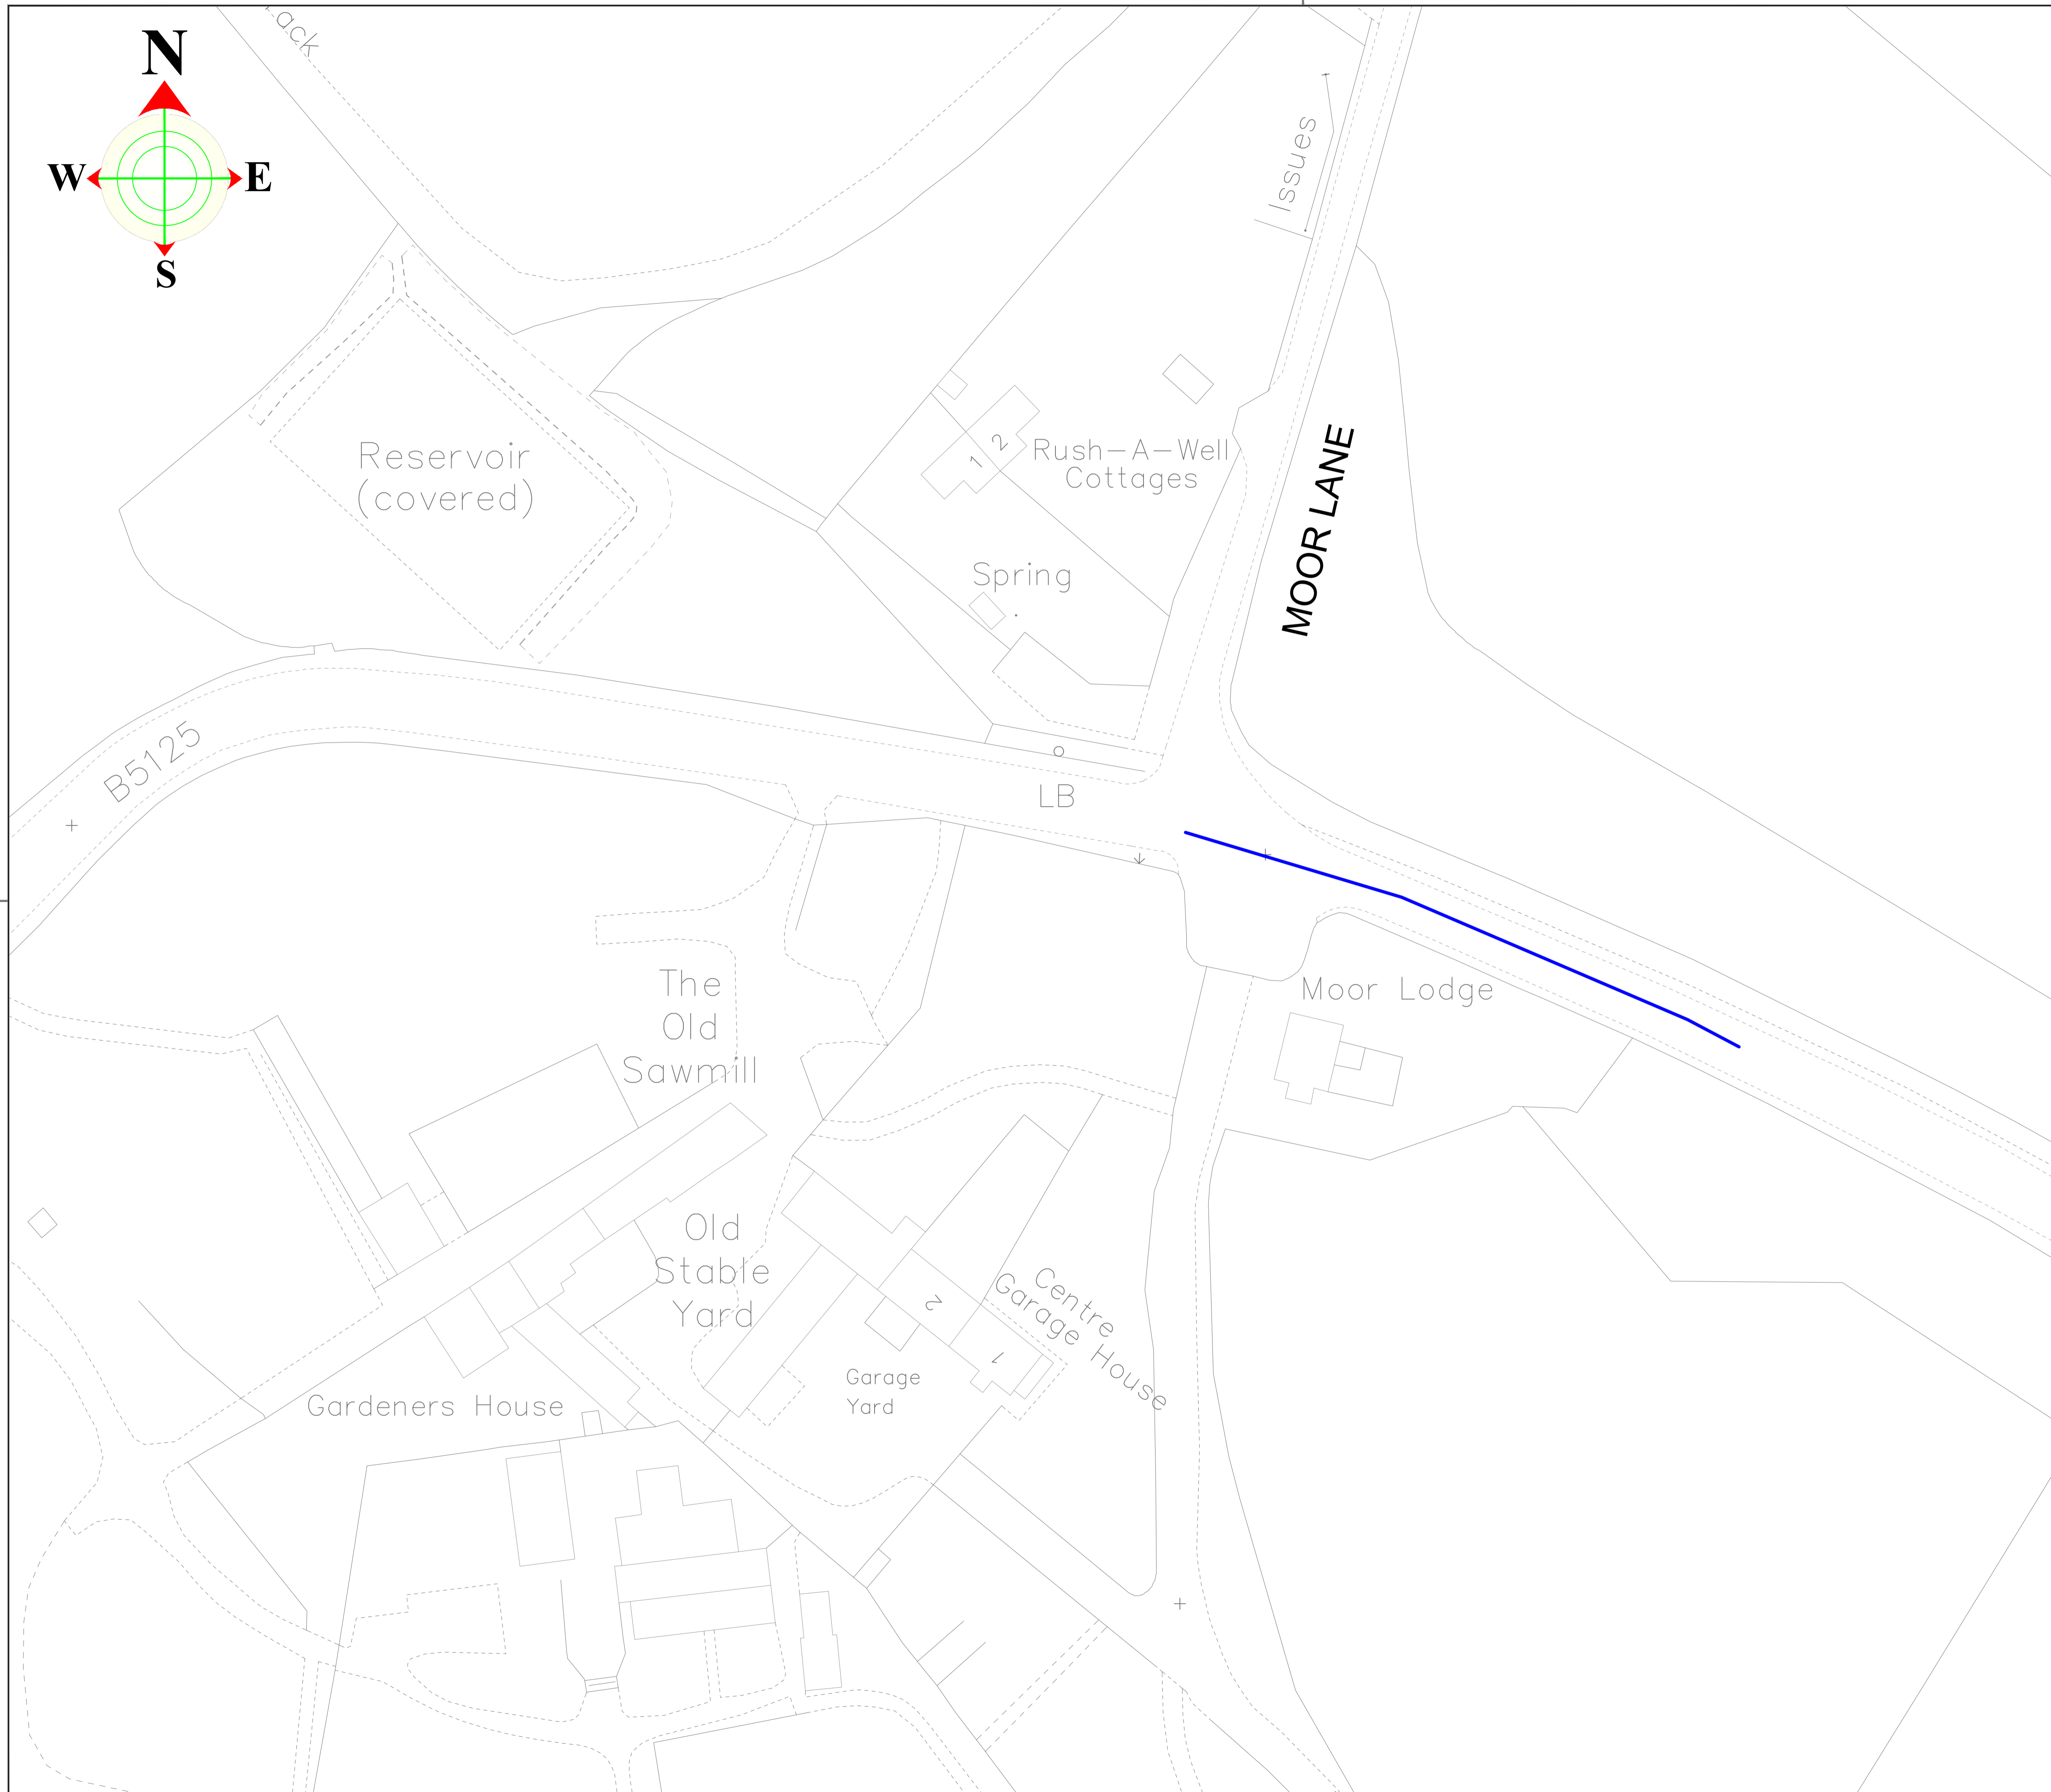 N
W
E
S
Issues
MOOR LANE
Reservoir
(covered)
2
1
Rush-A-Well
Cottages
Spring
B5125
LB
The
Old
Sawmill
Moor Lodge
Old
Stable
Yard
Centre
Garage House
2
1
Garage
Yard
Gardeners House